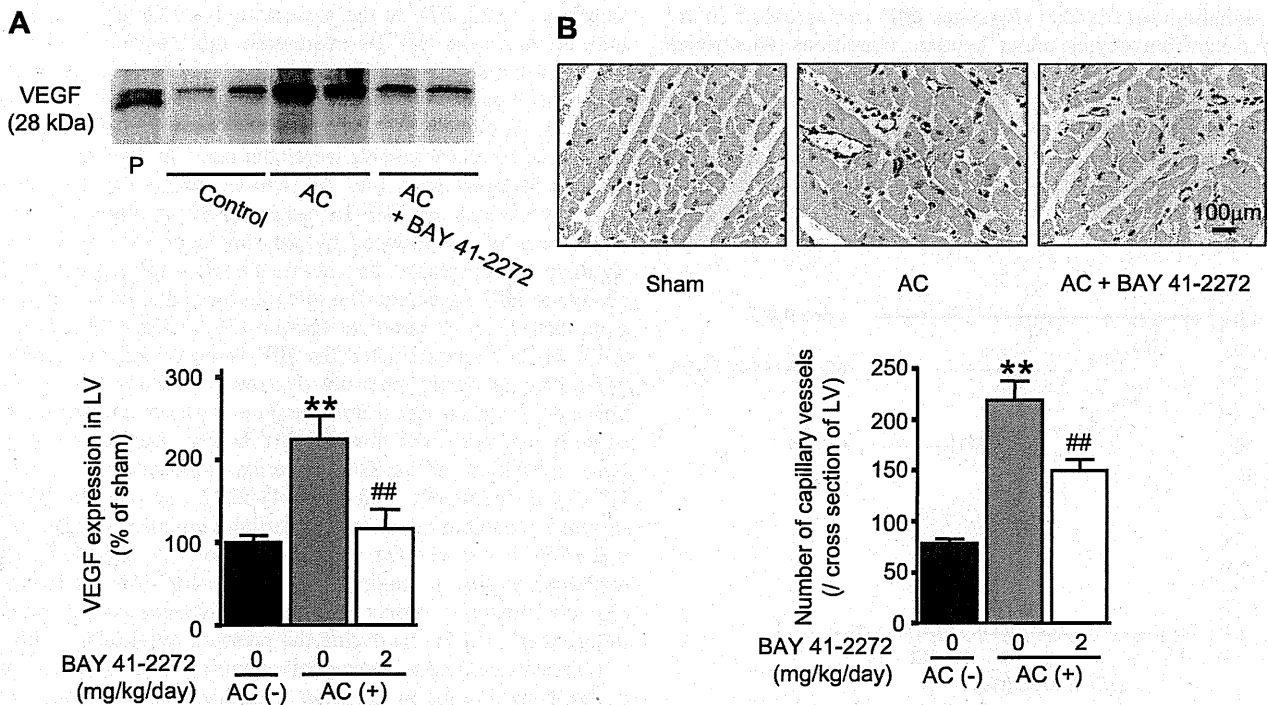 A
VEGF
(28 kDa)
P
Control
AC
AC
+ BAY 41-2272
VEGF expression in LV
(% of sham)
300
200
100
0
**
##
BAY 41-2272
(mg/kg/day)
0
0
2
AC (-)
AC (+)
B
100μm
Sham
AC
AC + BAY 41-2272
Number of capillary vessels
(/ cross section of LV)
250
200
150
100
50
0
**
##
BAY 41-2272
(mg/kg/day)
0
0
2
AC (-)
AC (+)